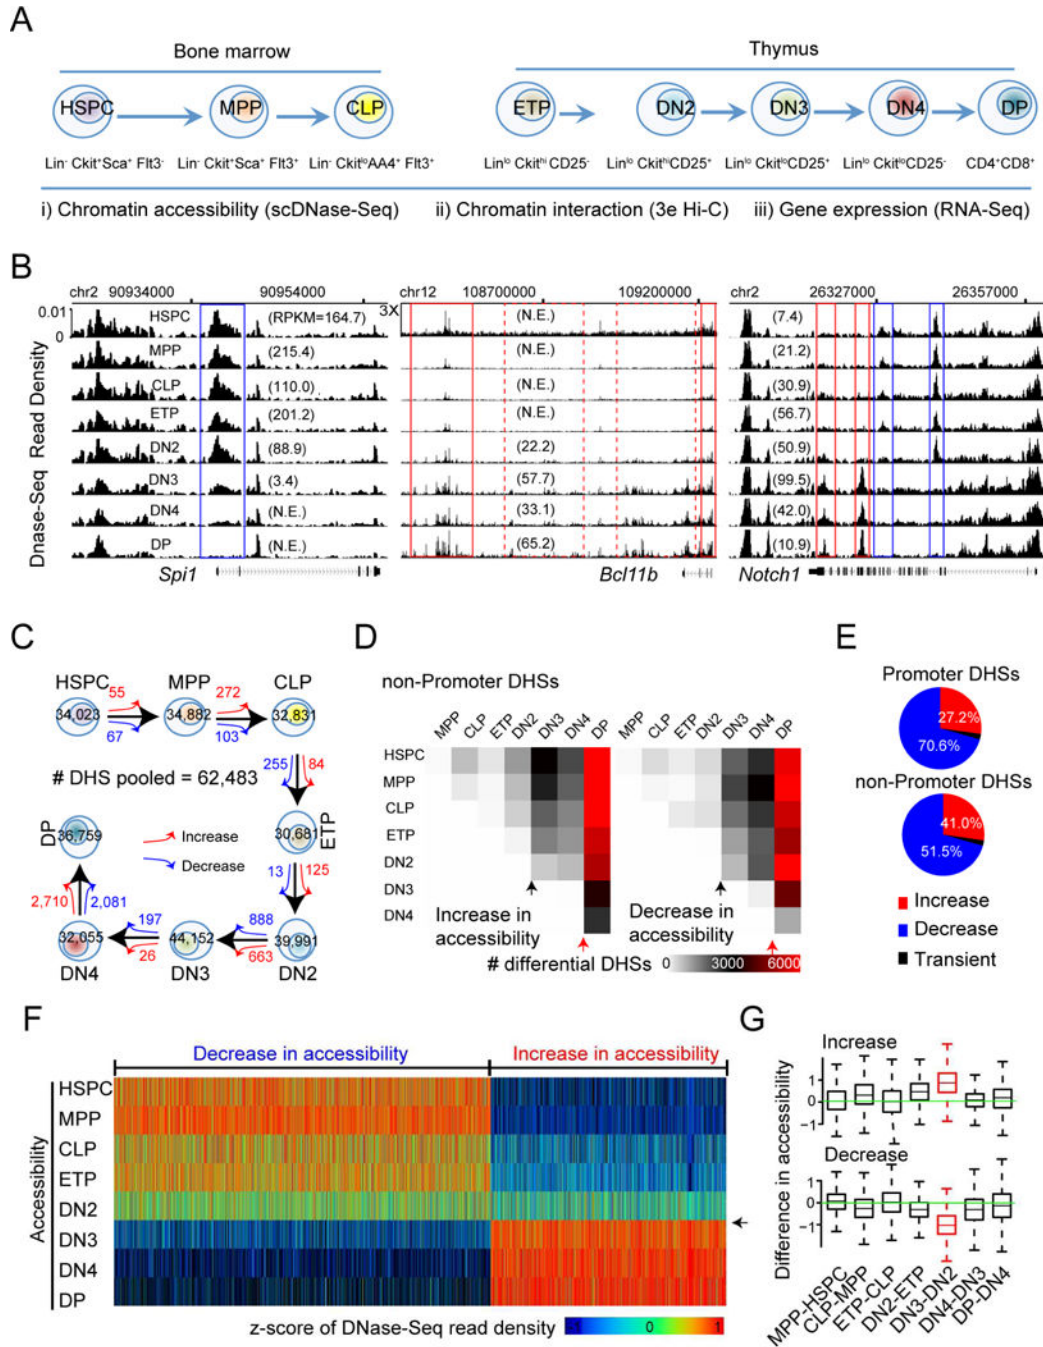 A
Bone marrow
Thymus
HSPC MPP CLP ETP DN2 DN3 DN4 DP
Lin⁻ Ckit⁺Sca⁺ Flt3⁻ Lin⁻ Ckit⁺Sca⁺ Flt3⁺ Lin⁻ CkitˡᵒAA4⁺ Flt3⁺ Linˡᵒ Ckitʰⁱ CD25⁻ Linˡᵒ CkitʰⁱCD25⁺ Linˡᵒ CkitˡᵒCD25⁺ Linˡᵒ CkitˡᵒCD25⁻ CD4⁺CD8⁺
i) Chromatin accessibility (scDNase-Seq) ii) Chromatin interaction (3e Hi-C) iii) Gene expression (RNA-Seq)
B
chr2 90934000 90954000 chr12 108700000 109200000 chr2 26327000 26357000
Dnase-Seq Read Density
0.01
0
3X
HSPC (RPKM=164.7) (N.E.) (7.4)
MPP (215.4) (N.E.) (21.2)
CLP (110.0) (N.E.) (30.9)
ETP (201.2) (N.E.) (56.7)
DN2 (88.9) (22.2) (50.9)
DN3 (3.4) (57.7) (99.5)
DN4 (N.E.) (33.1) (42.0)
DP (N.E.) (65.2) (10.9)
Spi1 Bcl11b Notch1
C
HSPC MPP CLP
55 272
34,023 34,882 32,831
67 103
255 84
# DHS pooled = 62,483
DP
36,759
Increase
Decrease
30,681
ETP
13 125
2,710 2,081
197 888
32,055 44,152 39,991
26 663
DN4 DN3 DN2
D
non-Promoter DHSs
MPP CLP ETP DN2 DN3 DN4 DP MPP CLP ETP DN2 DN3 DN4 DP
HSPC
MPP
CLP
ETP
DN2
DN3
DN4
Increase in accessibility
Decrease in accessibility
# differential DHSs 0 3000 6000
E
Promoter DHSs
27.2%
70.6%
non-Promoter DHSs
41.0%
51.5%
Increase
Decrease
Transient
F
Decrease in accessibility Increase in accessibility
Accessibility
HSPC
MPP
CLP
ETP
DN2
DN3
DN4
DP
z-score of DNase-Seq read density -1 0 1
G
Difference in accessibility
Increase
1
0
−1
Decrease
1
0
−1
MPP-HSPC
CLP-MPP
ETP-CLP
DN2-ETP
DN3-DN2
DN4-DN3
DP-DN4